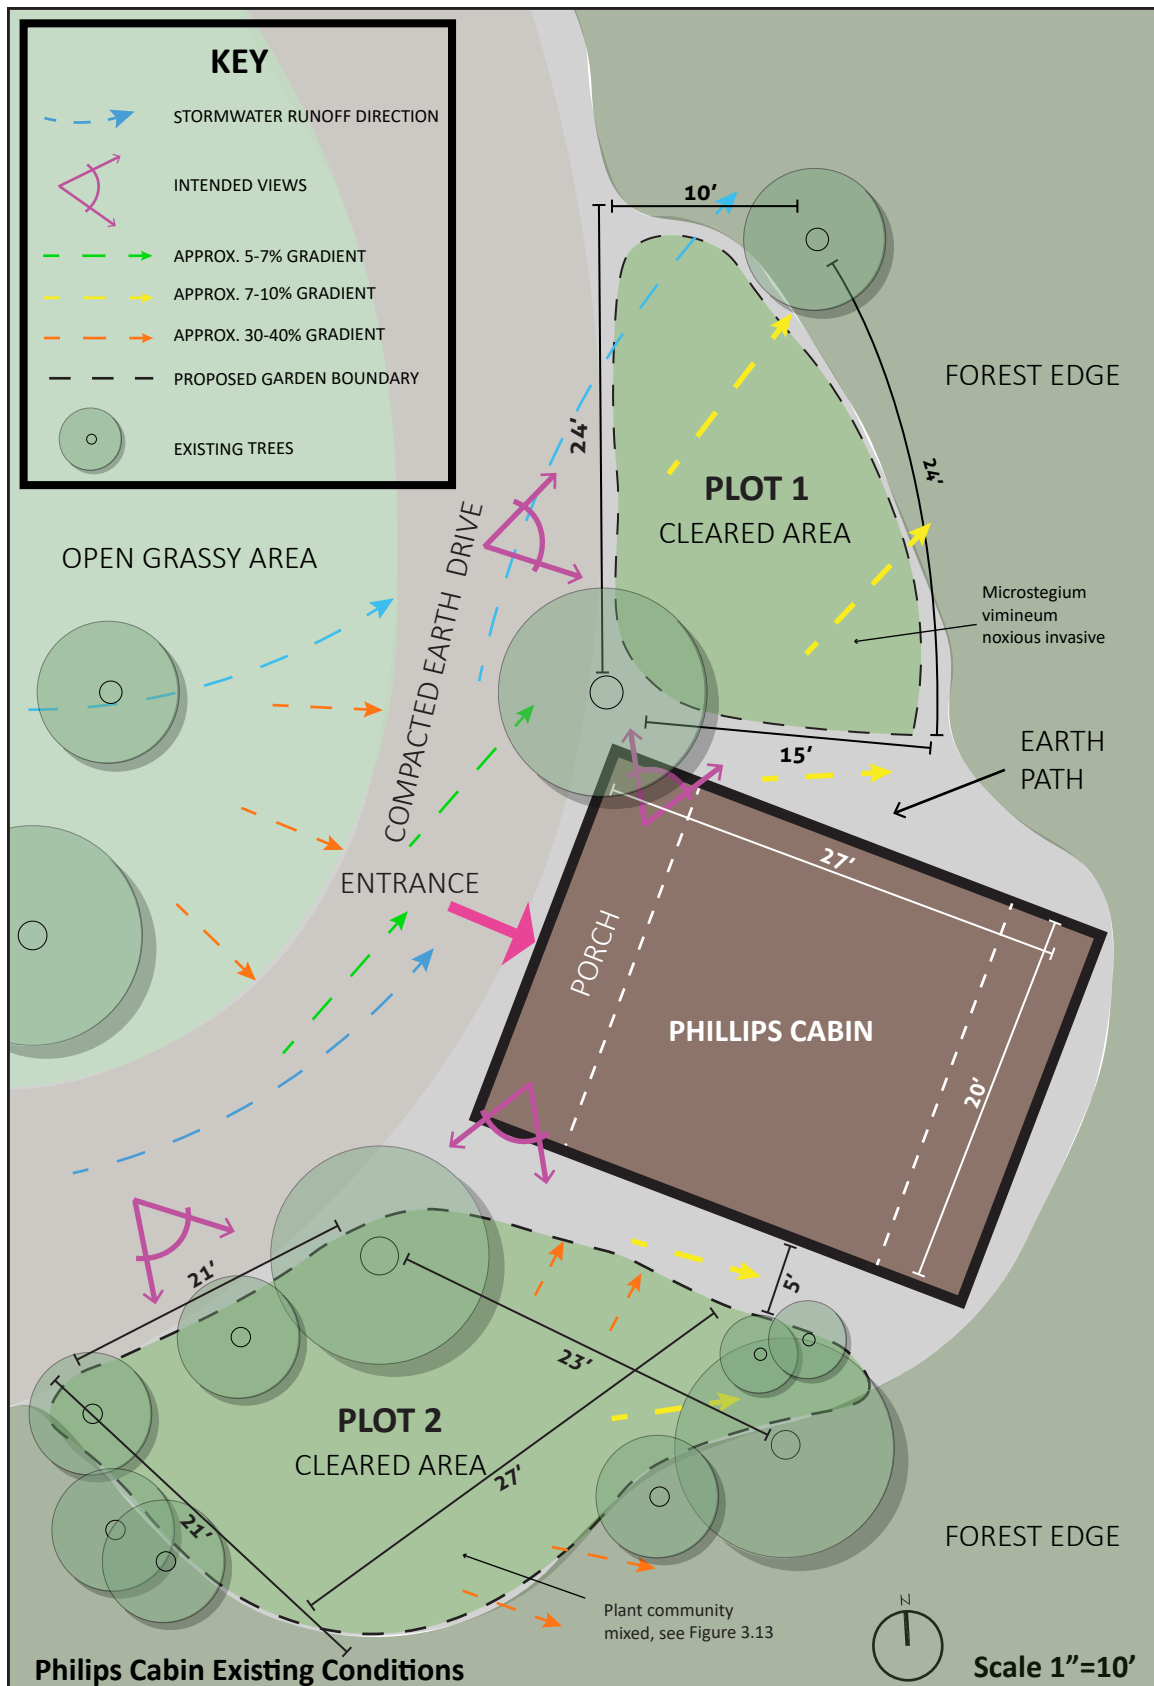 KEY
STORMWATER RUNOFF DIRECTION
INTENDED VIEWS
APPROX. 5-7% GRADIENT
APPROX. 7-10% GRADIENT
APPROX. 30-40% GRADIENT
PROPOSED GARDEN BOUNDARY
EXISTING TREES
10’
24’
24’
FOREST EDGE
PLOT 1
CLEARED AREA
OPEN GRASSY AREA
COMPACTED EARTH DRIVE
Microstegium
vimineum
noxious invasive
15’
EARTH
PATH
27’
ENTRANCE
PORCH
PHILLIPS CABIN
20’
21’
5’
23’
PLOT 2
CLEARED AREA
27’
21’
FOREST EDGE
Plant community
mixed, see Figure 3.13
N
Philips Cabin Existing Conditions
Scale 1”=10’